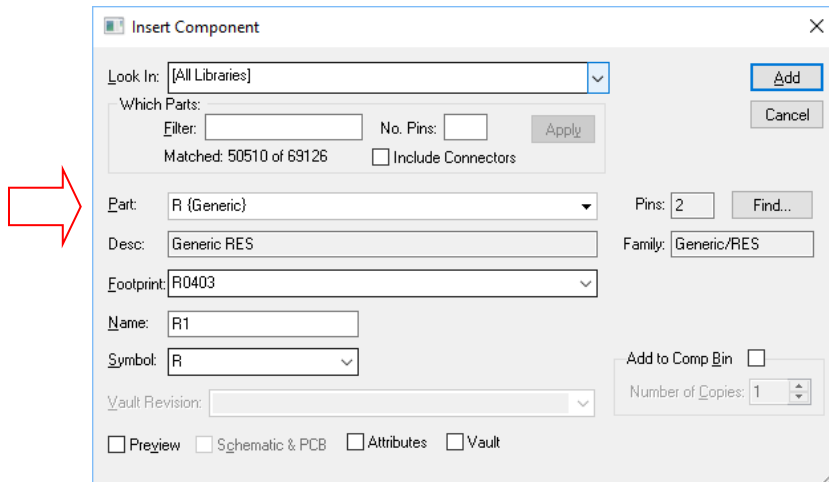 Insert Component
Look In: [All Libraries]
Add
Which Parts:
Cancel
Filter: No. Pins: Apply
Matched: 50510 of 69126 Include Connectors
Part: R {Generic} Pins: 2 Find...
Desc: Generic RES Family: Generic/RES
Footprint: R0403
Name: R1
Symbol: R Add to Comp Bin
Vault Revision: Number of Copies: 1
Preview Schematic & PCB Attributes Vault